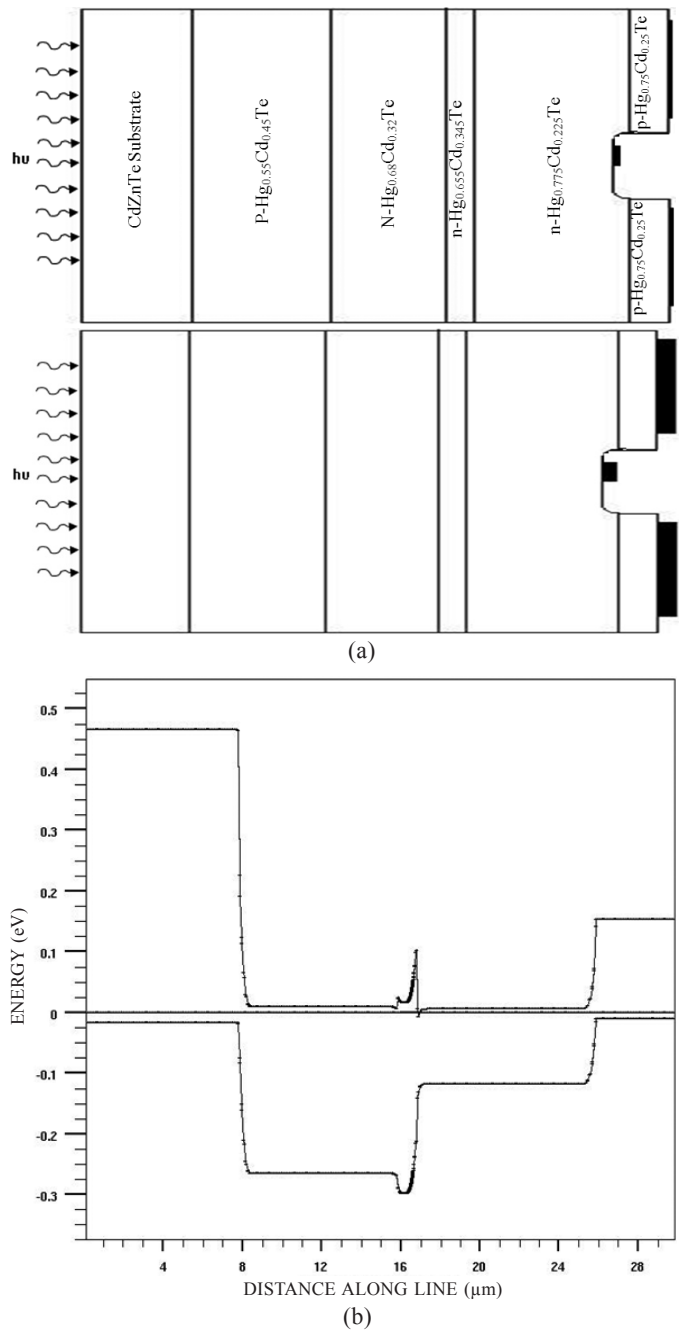 hυ
CdZnTe Substrate
P-Hg0.55Cd0.45Te
N-Hg0.68Cd0.32Te
n-Hg0.655Cd0.345Te
n-Hg0.775Cd0.225Te
p-Hg0.75Cd0.25Te
p-Hg0.75Cd0.25Te
hυ
(a)
0.5
0.4
0.3
0.2
0.1
0
-0.1
-0.2
-0.3
ENERGY (eV)
4 8 12 16 20 24 28
DISTANCE ALONG LINE (µm)
(b)